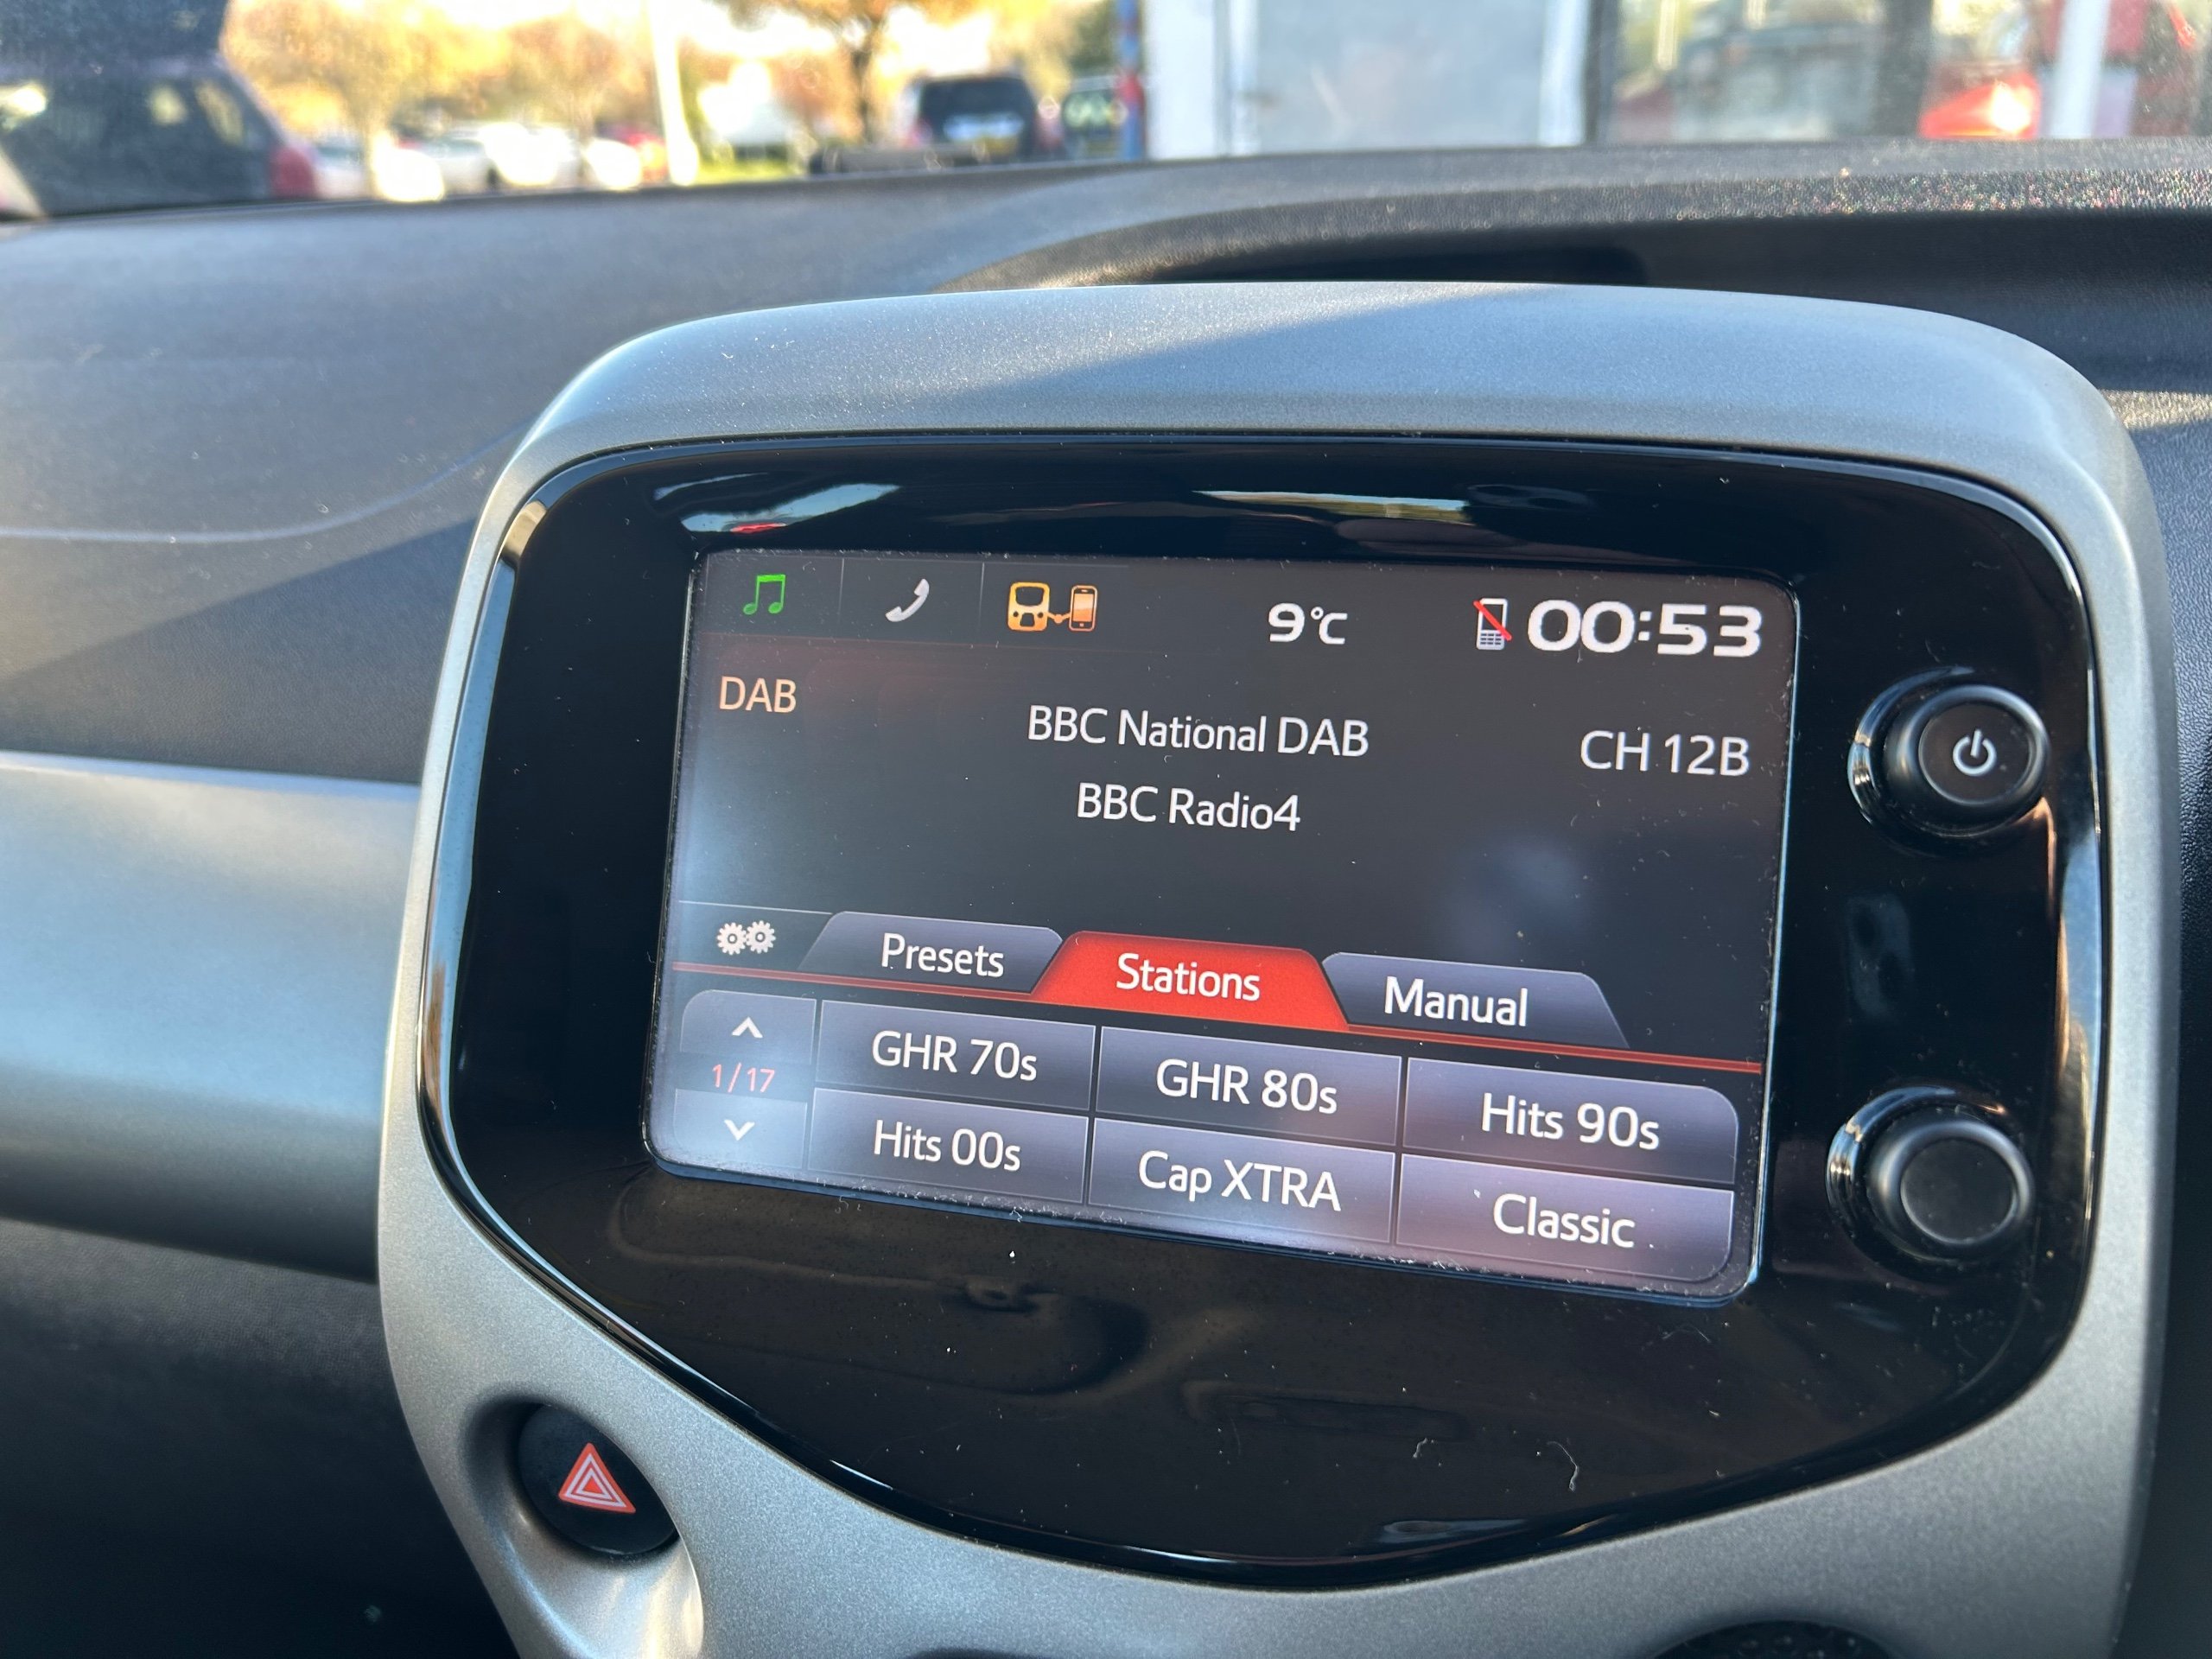 9°C
00:53
DAB
BBC National DAB
CH 12B
BBC Radio4
Presets
Stations
Manual
1/17
GHR 70s
GHR 80s
Hits 90s
Hits 00s
Cap XTRA
Classic